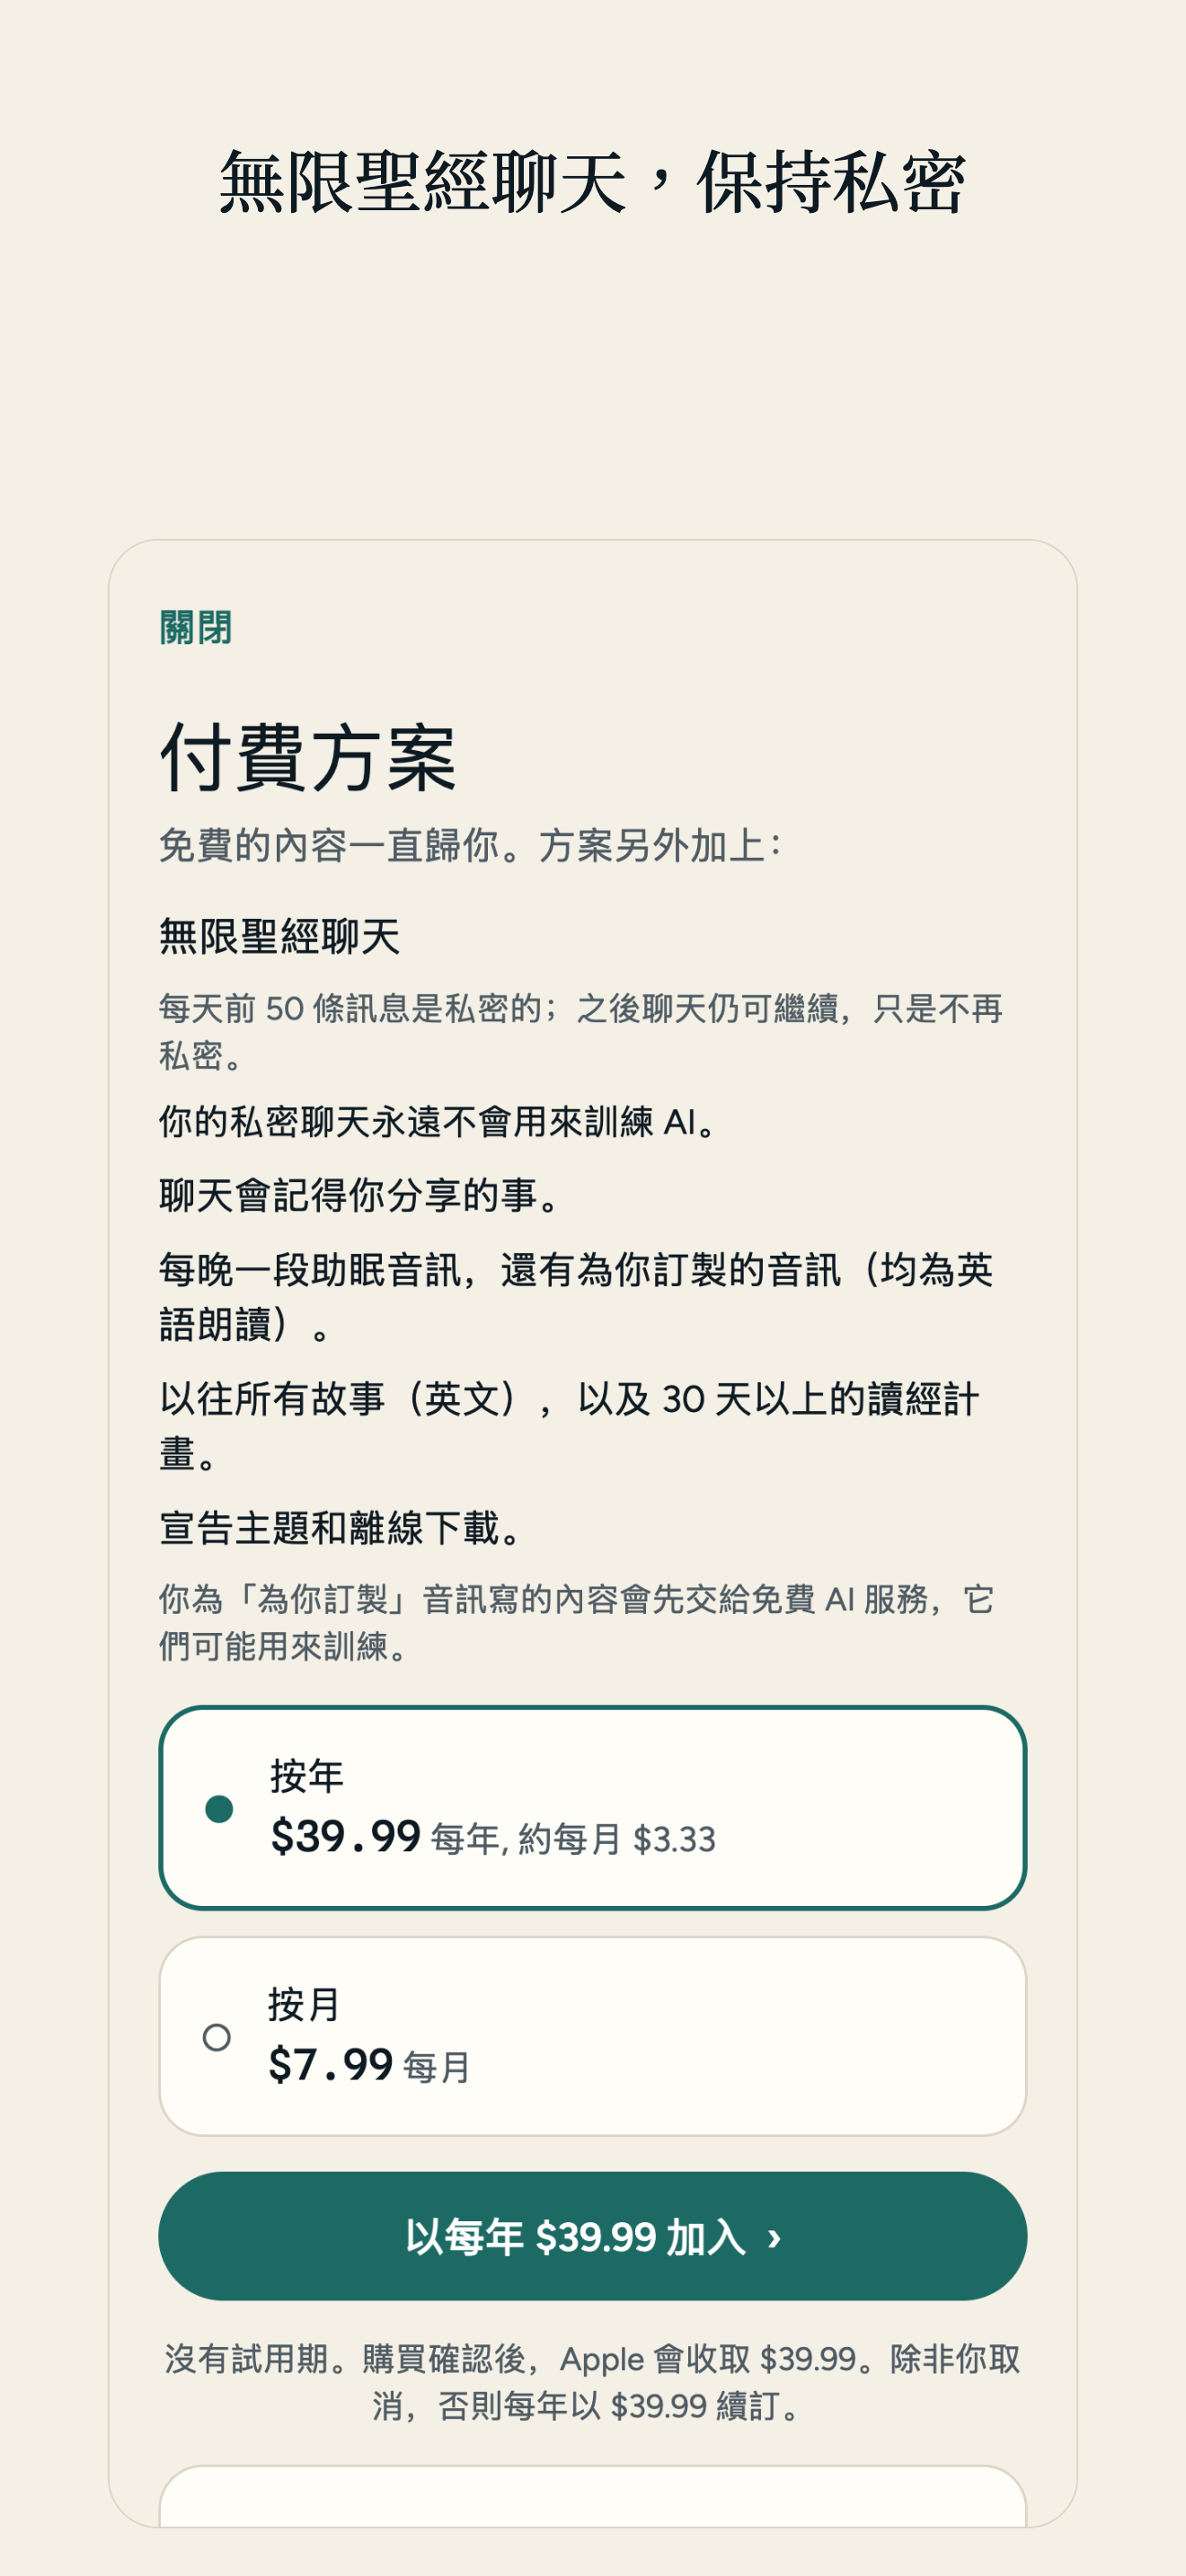 無限聖經聊天，保持私密
關閉
付費方案
免費的內容一直歸你。方案另外加上：
無限聖經聊天
每天前 50 條訊息是私密的；之後聊天仍可繼續，只是不再
私密。
你的私密聊天永遠不會用來訓練 AI。
聊天會記得你分享的事。
每晚一段助眠音訊，還有為你訂製的音訊（均為英
語朗讀）。
以往所有故事（英文），以及 30 天以上的讀經計
畫。
宣告主題和離線下載。
你為「為你訂製」音訊寫的內容會先交給免費 AI 服務，它
們可能用來訓練。
按年
$39.99 每年, 約每月 $3.33
按月
$7.99 每月
以每年 $39.99 加入 ›
沒有試用期。購買確認後，Apple 會收取 $39.99。除非你取
消，否則每年以 $39.99 續訂。